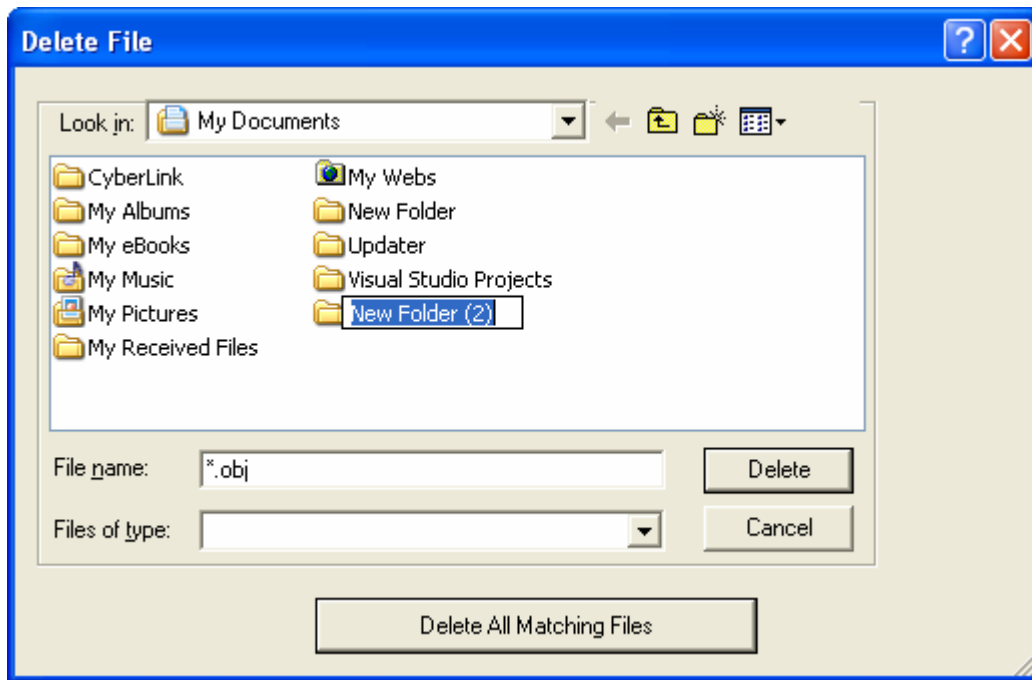 Delete File
Look in: My Documents
CyberLink
My Albums
My eBooks
My Music
My Pictures
My Received Files
My Webs
New Folder
Updater
Visual Studio Projects
New Folder (2)
File name: *.obj
Delete
Files of type:
Cancel
Delete All Matching Files